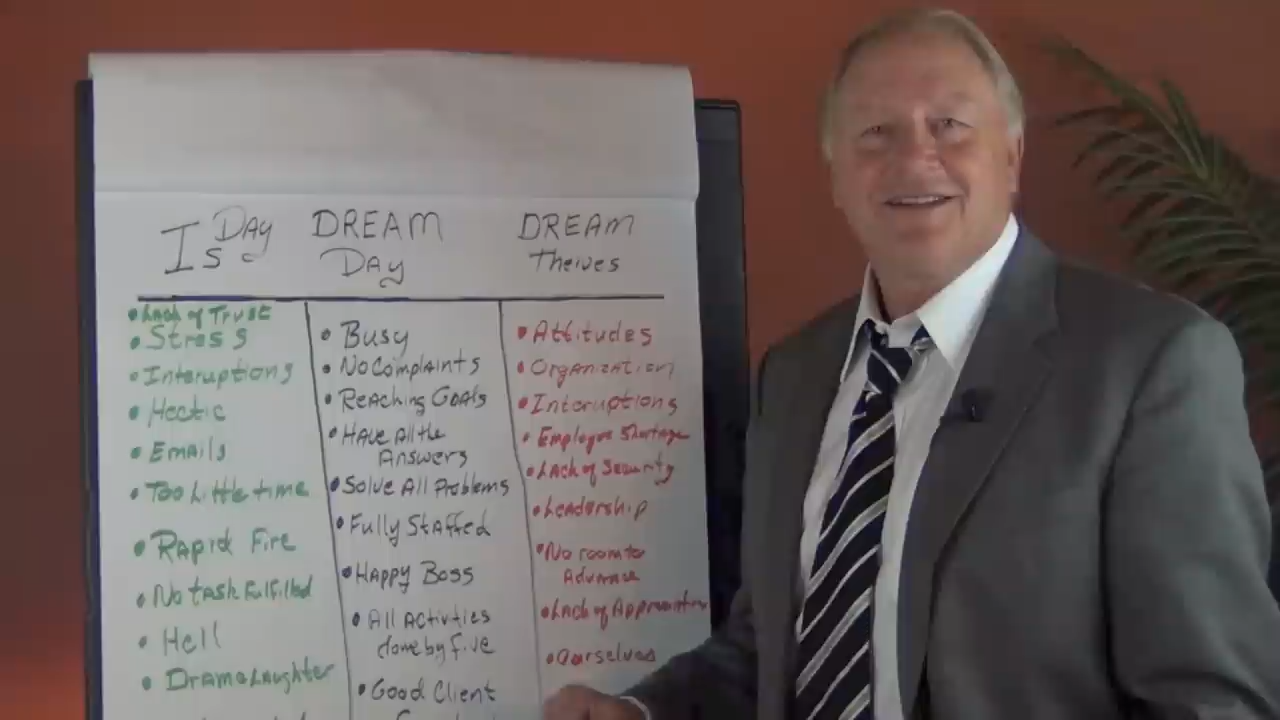 Is Day
DREAM
Day
DREAM
Theives
• Lack of Trust
• Stress
• Interuptions
• Hectic
• Emails
• Too Little time
• Rapid Fire
• No task Fulfilled
• Hell
• Drama Laughter
• Busy
• No Complaints
• Reaching Goals
• Have All the
Answers
• Solve All Problems
• Fully Staffed
• Happy Boss
• All Activties
done by five
• Good Client
• Attitudes
• Organization
• Interuptions
• Employee Shortage
• Lack of Security
• Leadership
• No room to
Advance
• Lack of Appreciation
• Ourselves